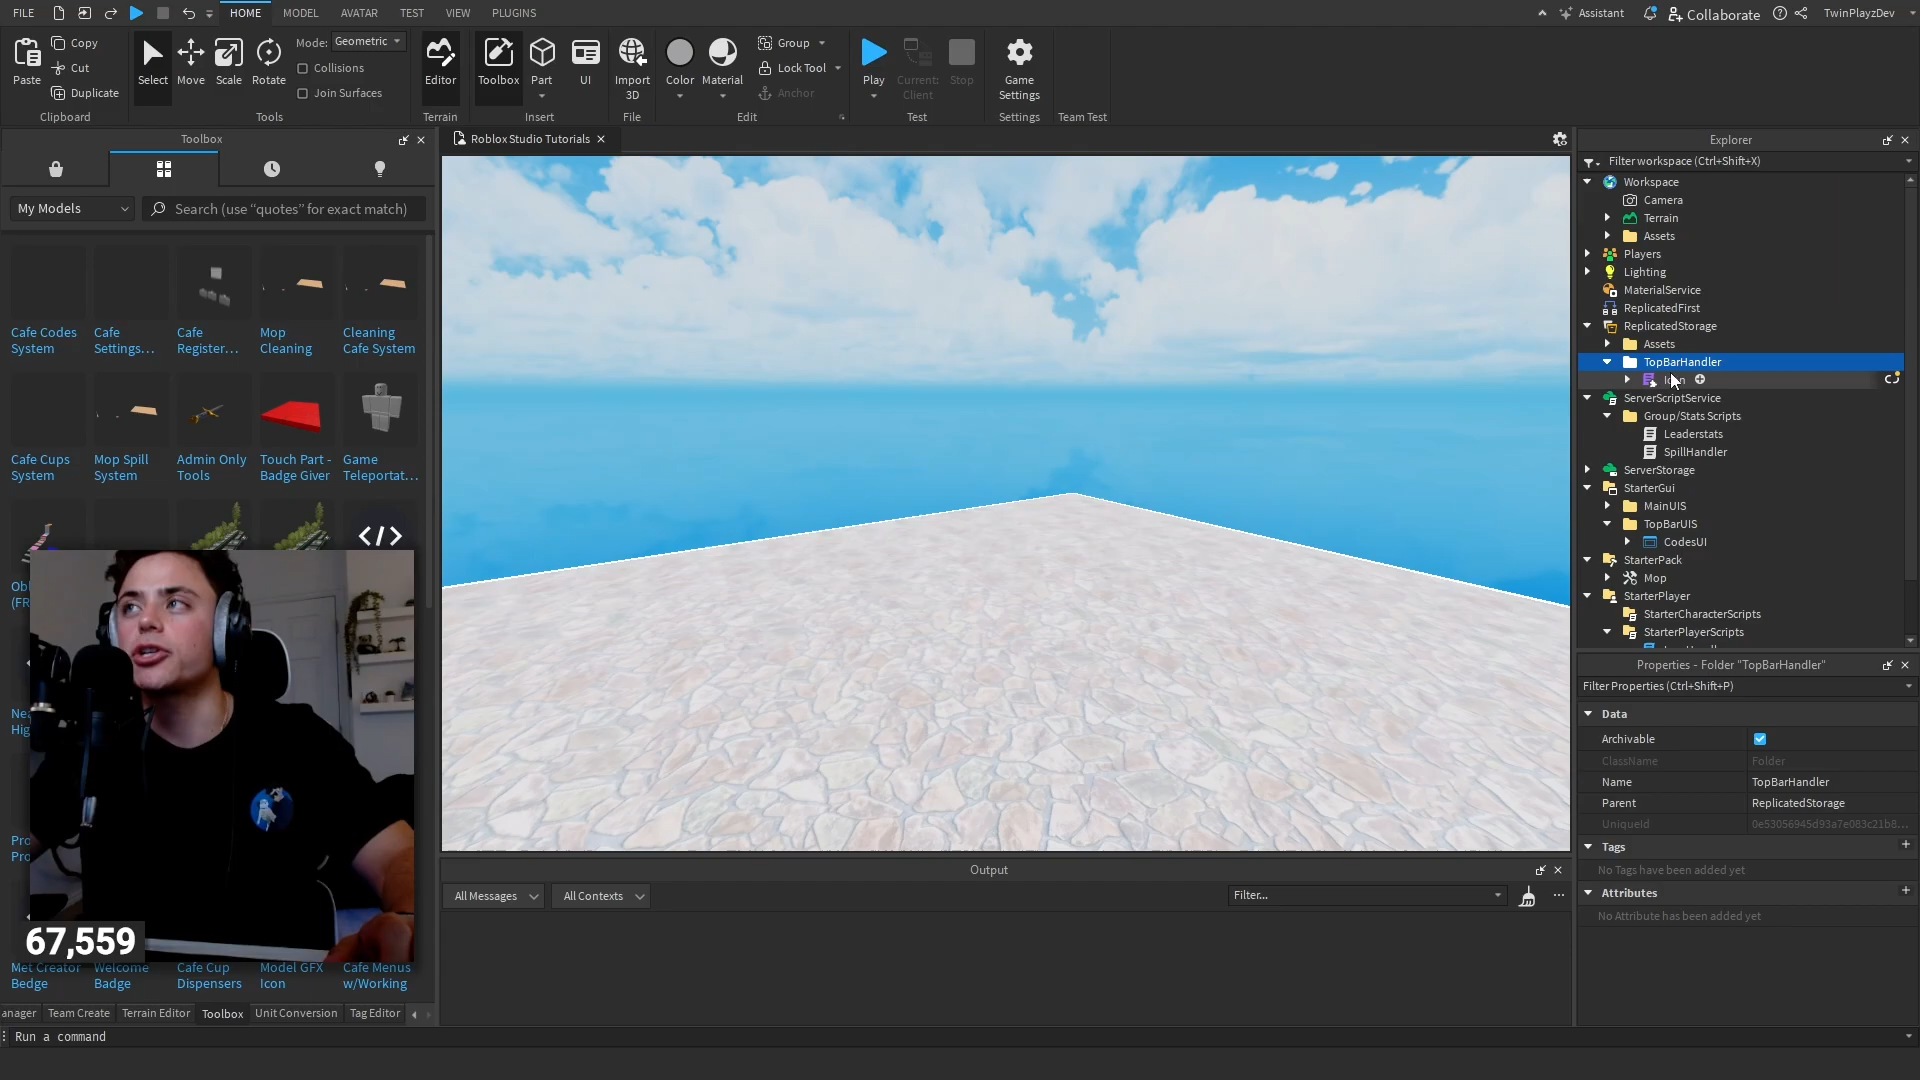 FILE
HOME
MODEL
AVATAR
TEST
VIEW
PLUGINS
Assistant
Collaborate
TwinPlayzDev
Paste
Copy
Cut
Duplicate
Clipboard
Select
Move
Scale
Rotate
Mode: Geometric
Collisions
Join Surfaces
Tools
Editor
Terrain
Toolbox
Part
UI
Insert
Import
3D
File
Color
Material
Group
Lock Tool
Anchor
Edit
Play
Current:
Client
Stop
Test
Game
Settings
Settings
Team Test
Toolbox
My Models
Search (use “quotes” for exact match)
Cafe Codes
System
Cafe
Settings...
Cafe
Register...
Mop
Cleaning
Cleaning
Cafe System
Cafe Cups
System
Mop Spill
System
Admin Only
Tools
Touch Part -
Badge Giver
Game
Teleportat...
67,559
Met Creator
Bedge
Welcome
Badge
Cafe Cup
Dispensers
Model GFX
Icon
Cafe Menus
w/Working
anager
Team Create
Terrain Editor
Toolbox
Unit Conversion
Tag Editor
Run a command
Roblox Studio Tutorials
Output
All Messages
All Contexts
Filter...
Explorer
Filter workspace (Ctrl+Shift+X)
Workspace
Camera
Terrain
Assets
Players
Lighting
MaterialService
ReplicatedFirst
ReplicatedStorage
Assets
TopBarHandler
ServerScriptService
Group/Stats Scripts
Leaderstats
SpillHandler
ServerStorage
StarterGui
MainUIS
TopBarUIS
CodesUI
StarterPack
Mop
StarterPlayer
StarterCharacterScripts
StarterPlayerScripts
Properties - Folder "TopBarHandler"
Filter Properties (Ctrl+Shift+P)
Data
Archivable
ClassName Folder
Name TopBarHandler
Parent ReplicatedStorage
UniqueId 0e53056945d93a7e083c21b8...
Tags
No Tags have been added yet
Attributes
No Attribute has been added yet